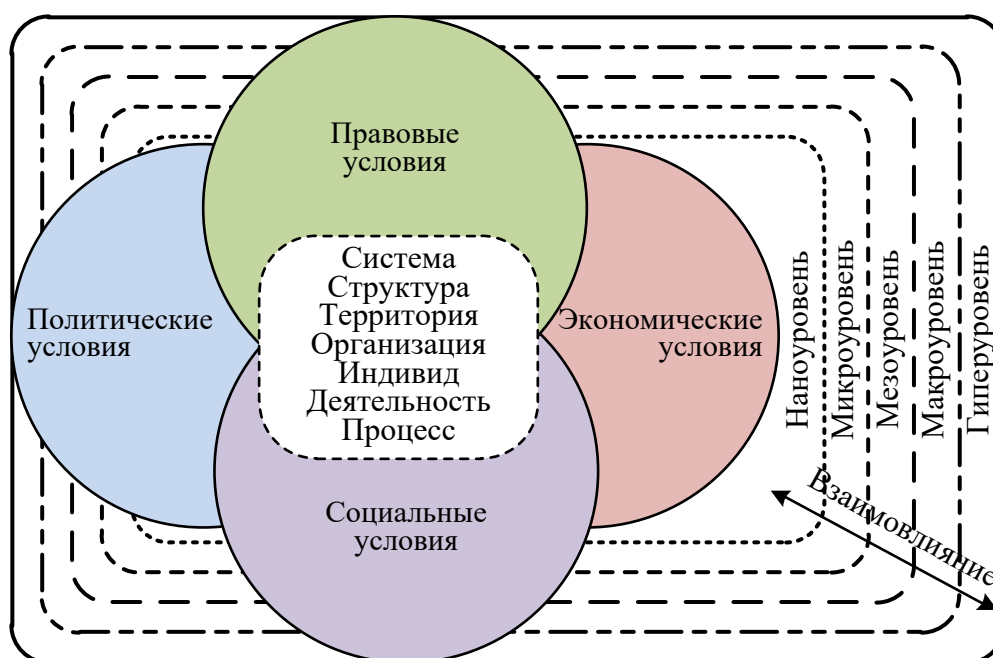 Правовые
условия
Политические
условия
Система
Структура
Территория
Организация
Индивид
Деятельность
Процесс
Экономические
условия
Социальные
условия
Наноуровень
Микроуровень
Мезоуровень
Макроуровень
Гиперуровень
Взаимовлияние